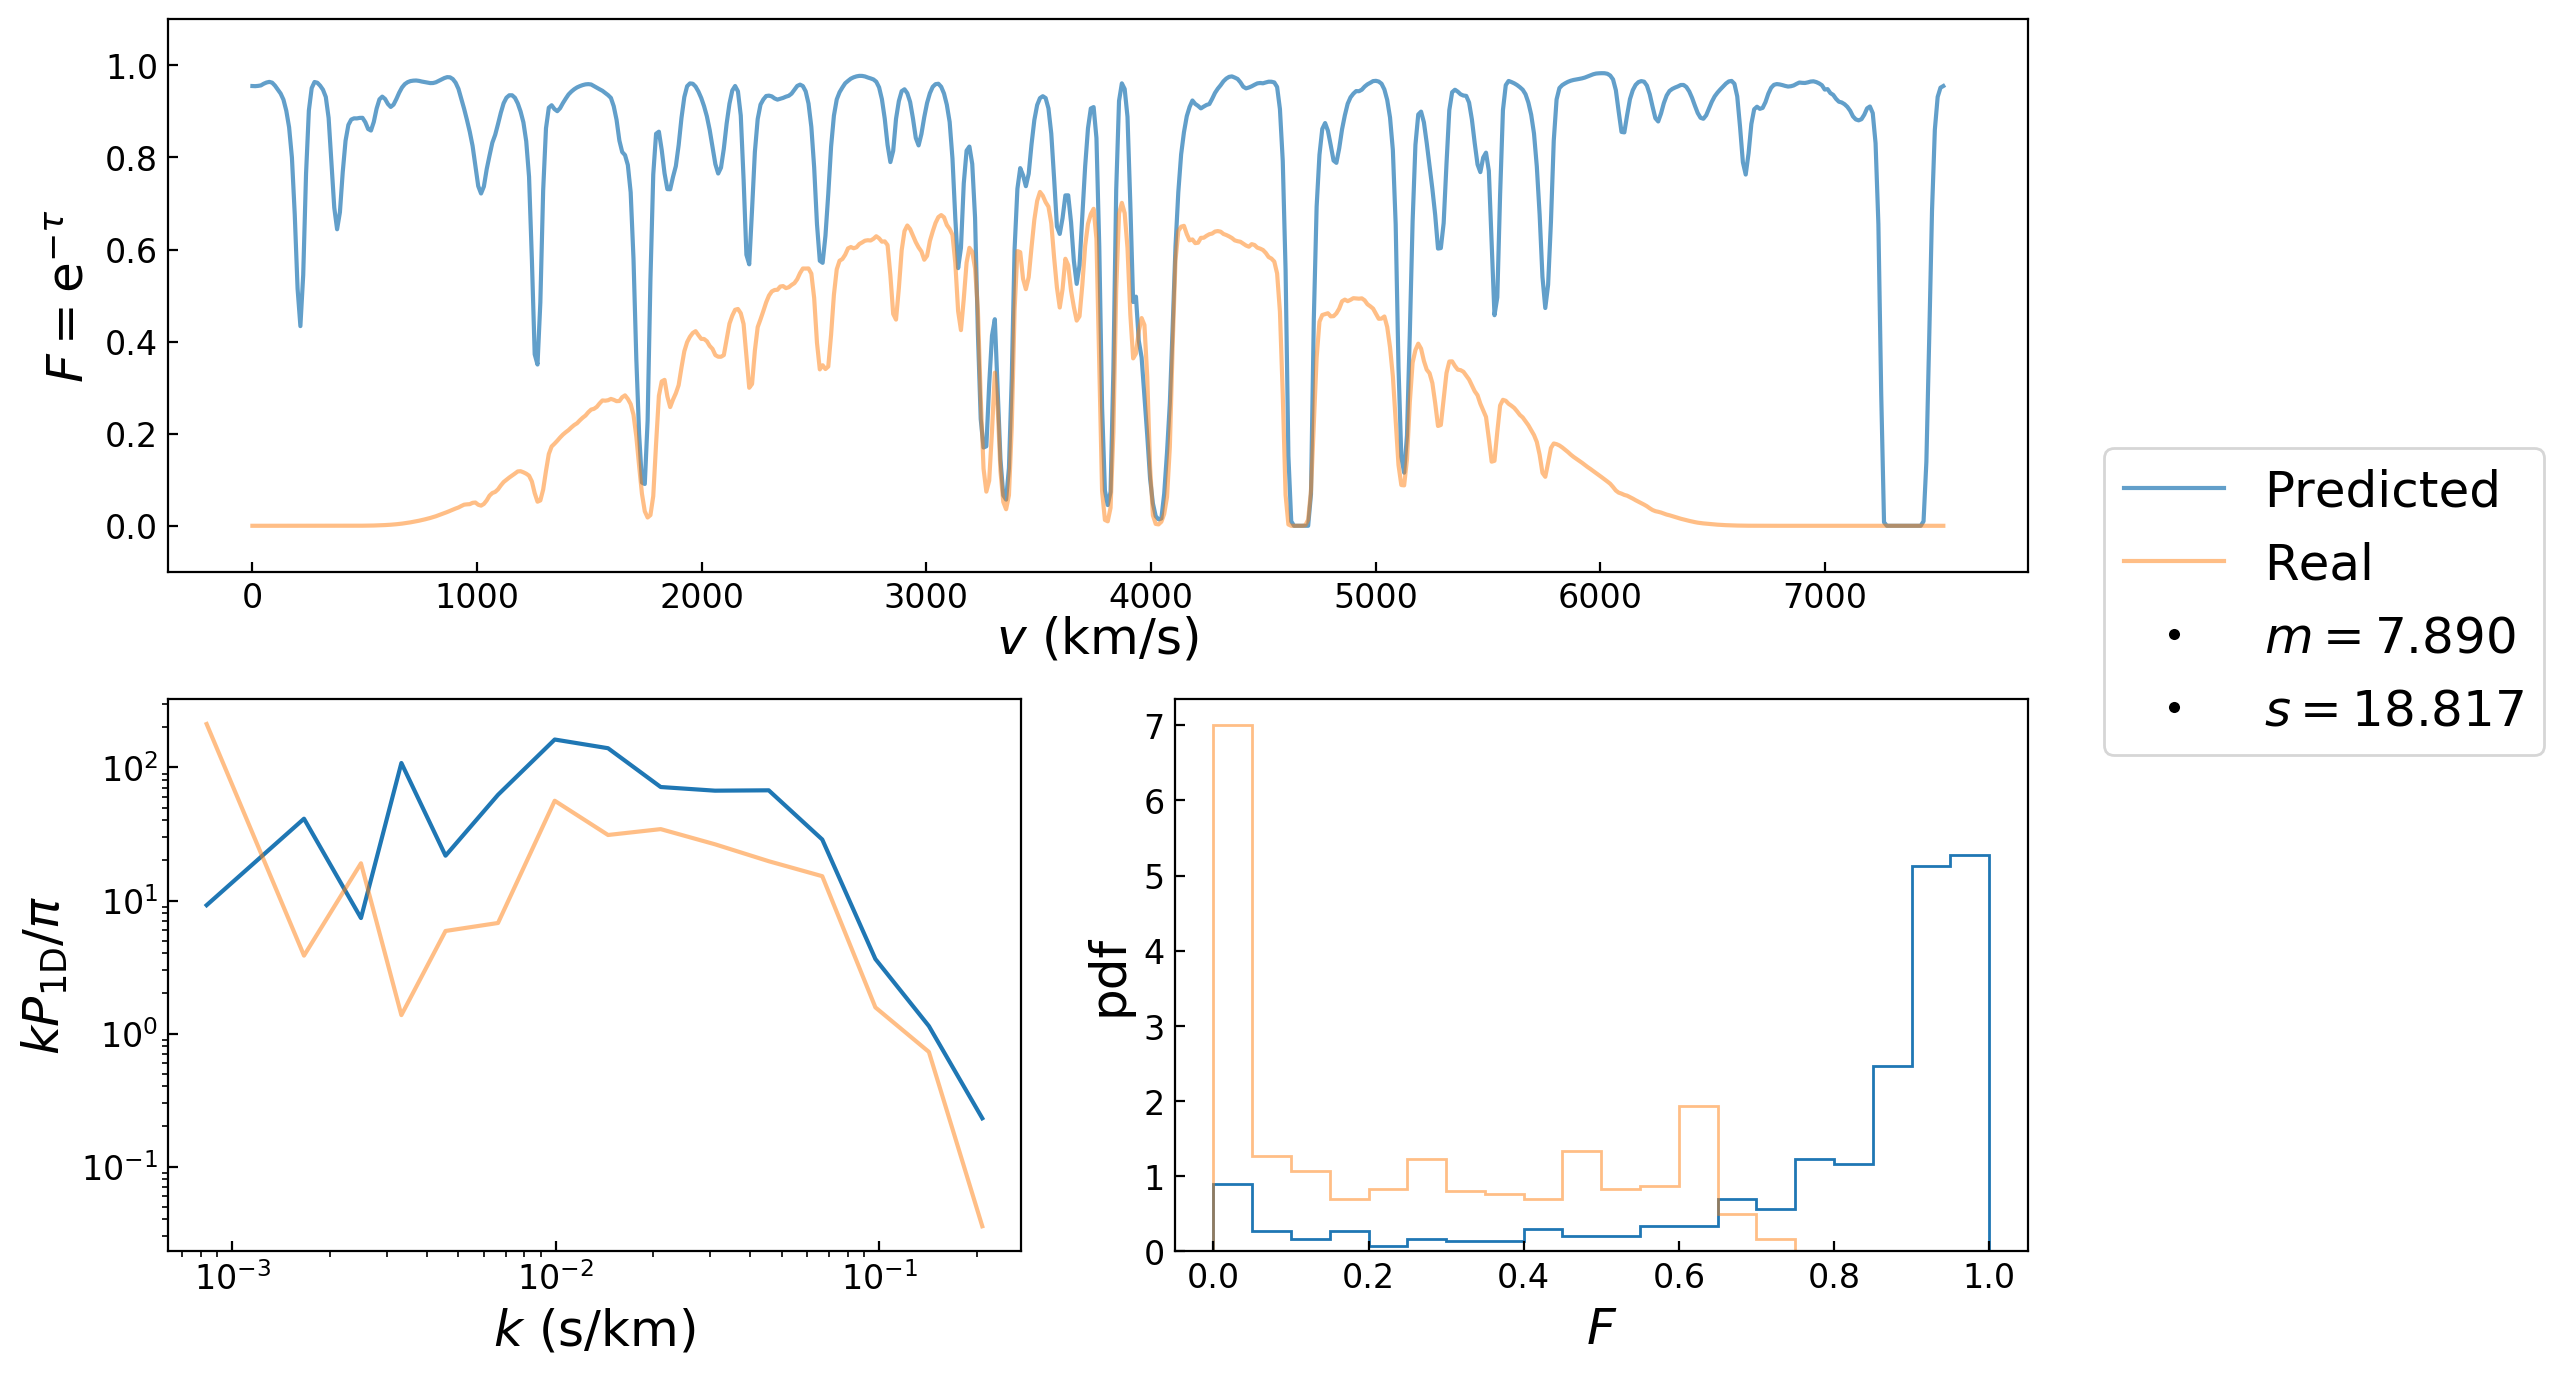 F = e^{-τ}
1.0
0.8
0.6
0.4
0.2
0.0
0 1000 2000 3000 4000 5000 6000 7000
v (km/s)
Predicted
Real
m = 7.890
s = 18.817
kP_{1D}/π
10^2
10^1
10^0
10^{-1}
10^{-3} 10^{-2} 10^{-1}
k (s/km)
pdf
7
6
5
4
3
2
1
0
0.0 0.2 0.4 0.6 0.8 1.0
F